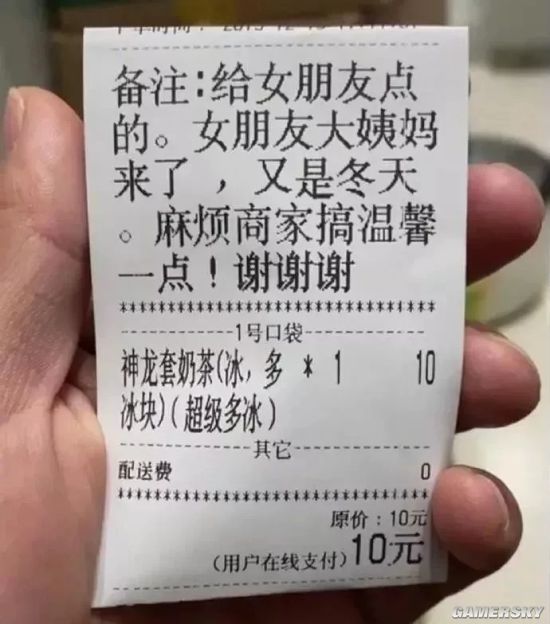 备注:给女朋友点
的。女朋友大姨妈
来了，又是冬天
。麻烦商家搞温馨
一点！谢谢谢
********************************
1号口袋
神龙套奶茶(冰，多 * 1 10
冰块)(超级多冰)
其它
配送费 0
********************************
原价：10元
(用户在线支付)10元
GAMERSKY